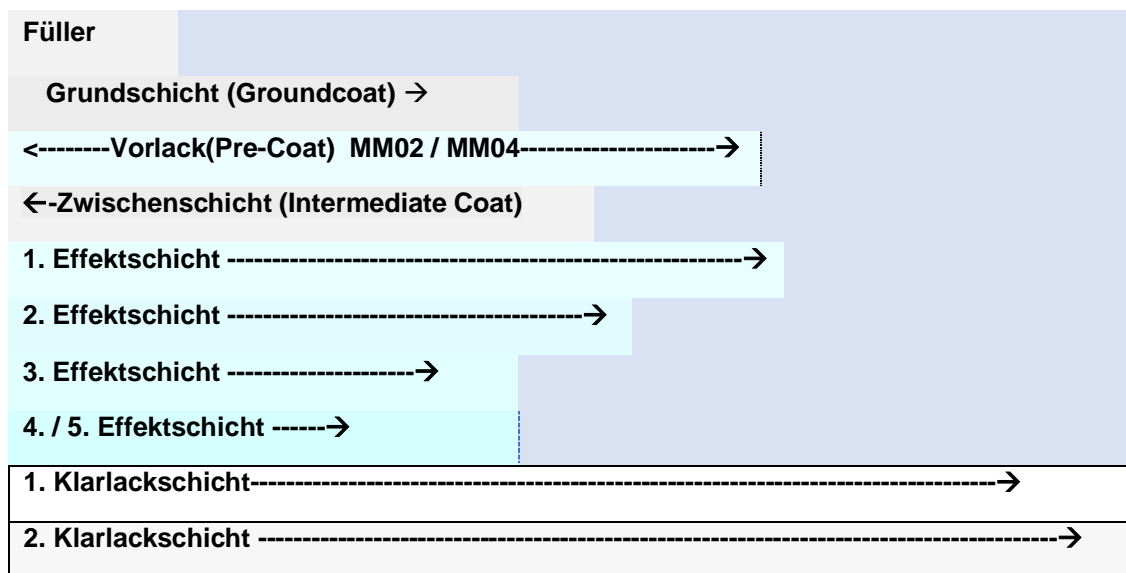 Füller
Grundschicht (Groundcoat) →
<--------Vorlack(Pre-Coat)  MM02 / MM04----------------------→
←-Zwischenschicht (Intermediate Coat)
1. Effektschicht ---------------------------------------------------------→
2. Effektschicht ---------------------------------------→
3. Effektschicht --------------------→
4. / 5. Effektschicht ------→
1. Klarlackschicht-----------------------------------------------------------------------------------→
2. Klarlackschicht -----------------------------------------------------------------------------------------→